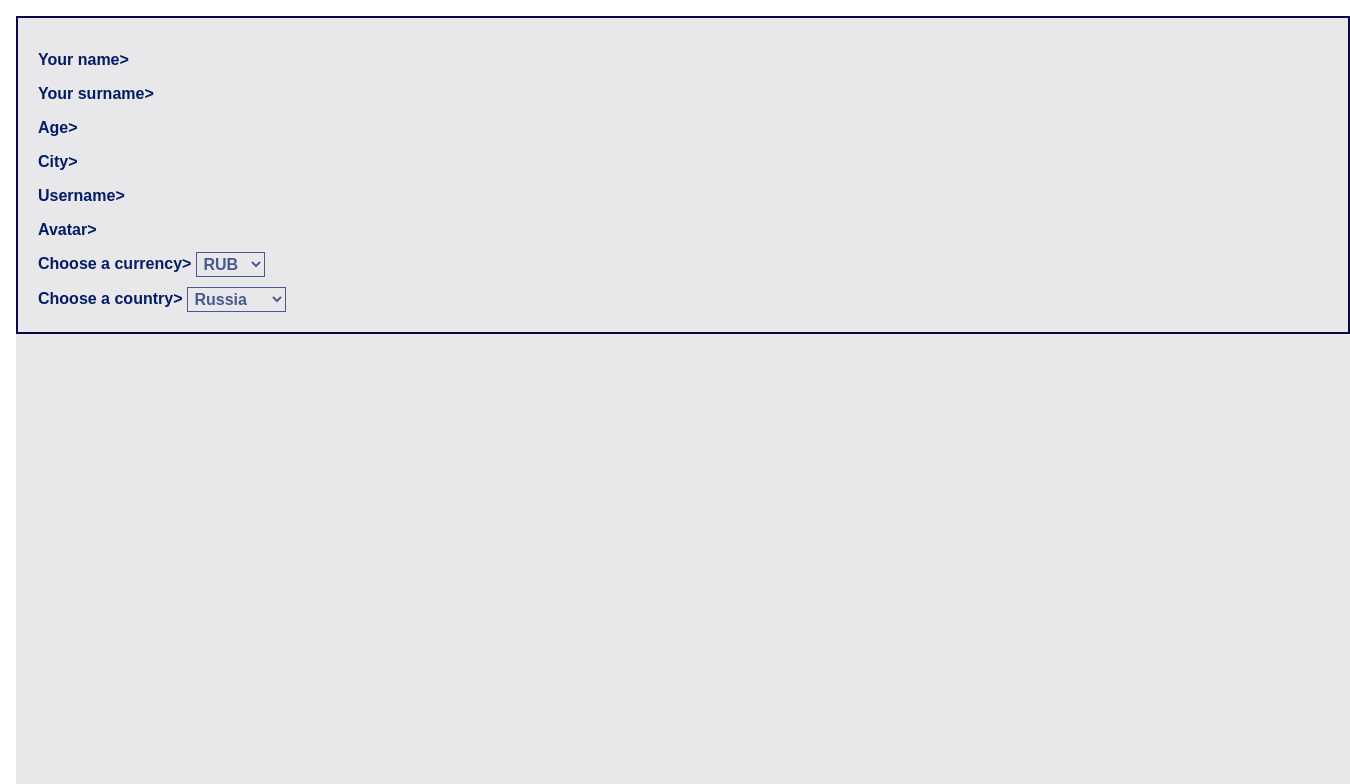 Your name>
Your surname>
Age>
City>
Username>
Avatar>
Choose a currency> RUB
Choose a country> Russia